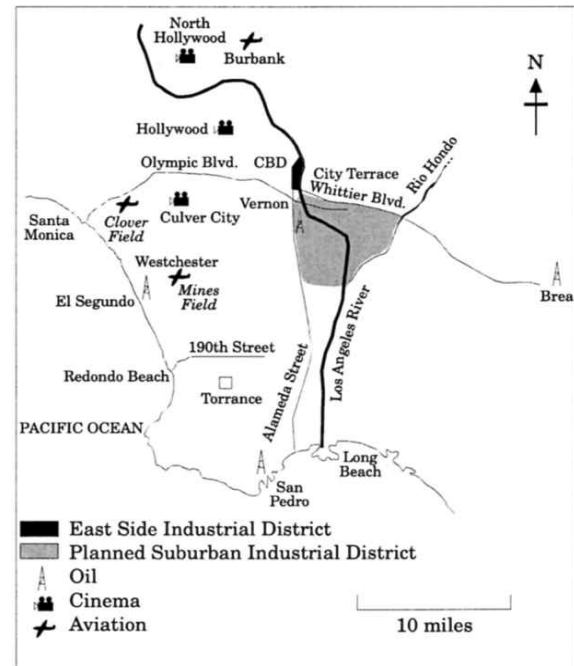 North
Hollywood
Burbank
N
Hollywood
Olympic Blvd.
CBD
City Terrace
Whittier Blvd.
Rio Hondo
Vernon
Culver City
Clover
Field
Santa
Monica
Westchester
Mines
Field
El Segundo
Brea
190th Street
Redondo Beach
Torrance
Alameda Street
Los Angeles River
PACIFIC OCEAN
Long
Beach
San
Pedro
East Side Industrial District
Planned Suburban Industrial District
Oil
Cinema
Aviation
10 miles